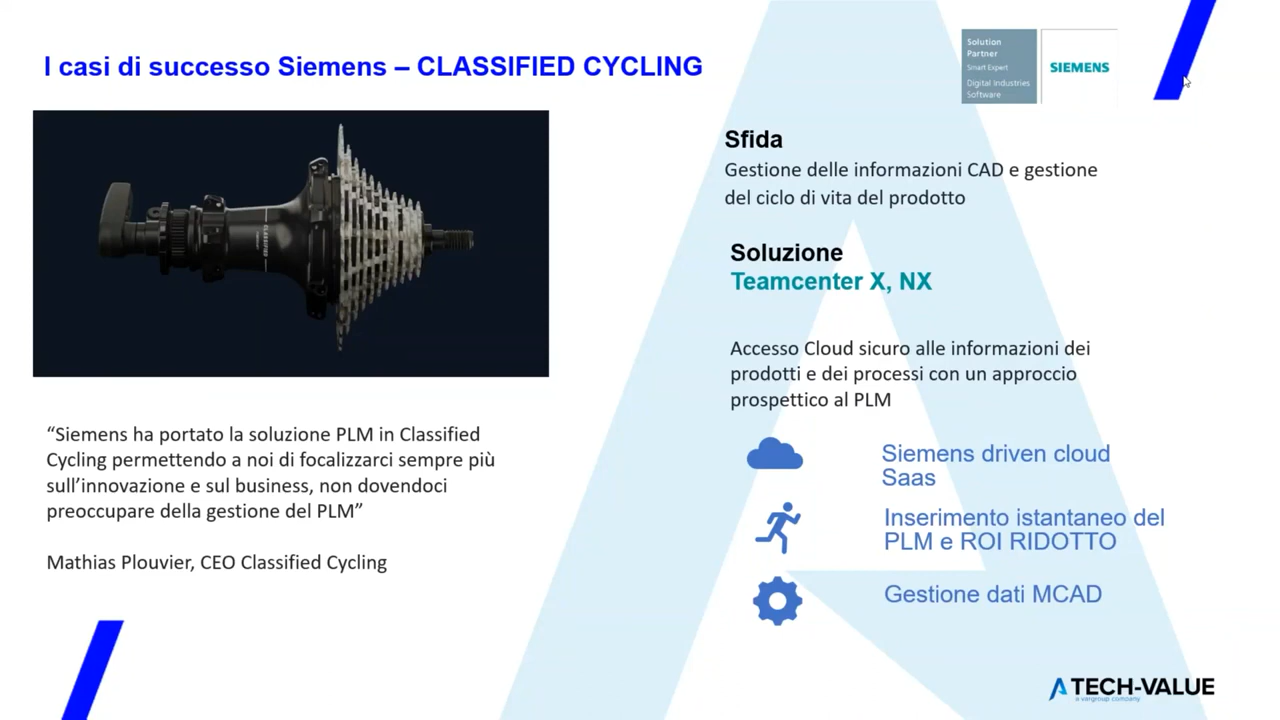 I casi di successo Siemens – CLASSIFIED CYCLING
Solution
Partner
Smart Expert
Digital Industries
Software
SIEMENS
CLASSIFIED
Sfida
Gestione delle informazioni CAD e gestione
del ciclo di vita del prodotto
Soluzione
Teamcenter X, NX
Accesso Cloud sicuro alle informazioni dei
prodotti e dei processi con un approccio
prospettico al PLM
“Siemens ha portato la soluzione PLM in Classified
Cycling permettendo a noi di focalizzarci sempre più
sull’innovazione e sul business, non dovendoci
preoccupare della gestione del PLM”
Mathias Plouvier, CEO Classified Cycling
Siemens driven cloud
Saas
Inserimento istantaneo del
PLM e ROI RIDOTTO
Gestione dati MCAD
TECH-VALUE
a vargroup company